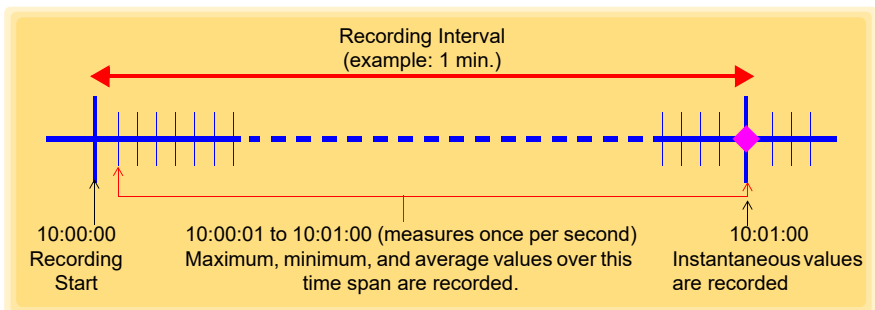 Recording Interval
(example: 1 min.)
10:00:00
Recording
Start
10:00:01 to 10:01:00 (measures once per second)
Maximum, minimum, and average values over this
time span are recorded.
10:01:00
Instantaneous values
are recorded